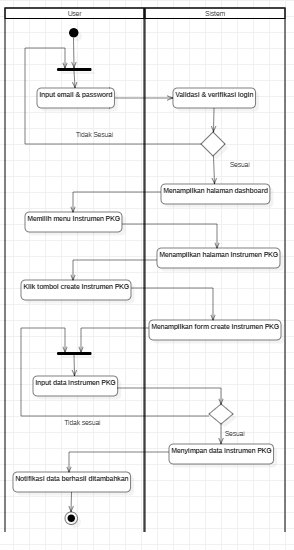 User
Sistem
Input email & password
Validasi & verifikasi login
Tidak Sesuai
Sesuai
Menampilkan halaman dashboard
Memilih menu Instrumen PKG
Menampilkan halaman Instrumen PKG
Klik tombol create Instrumen PKG
Menampilkan form create Instrumen PKG
Input data Instrumen PKG
Tidak sesuai
Sesuai
Menyimpan data Instrumen PKG
Notifikasi data berhasil ditambahkan